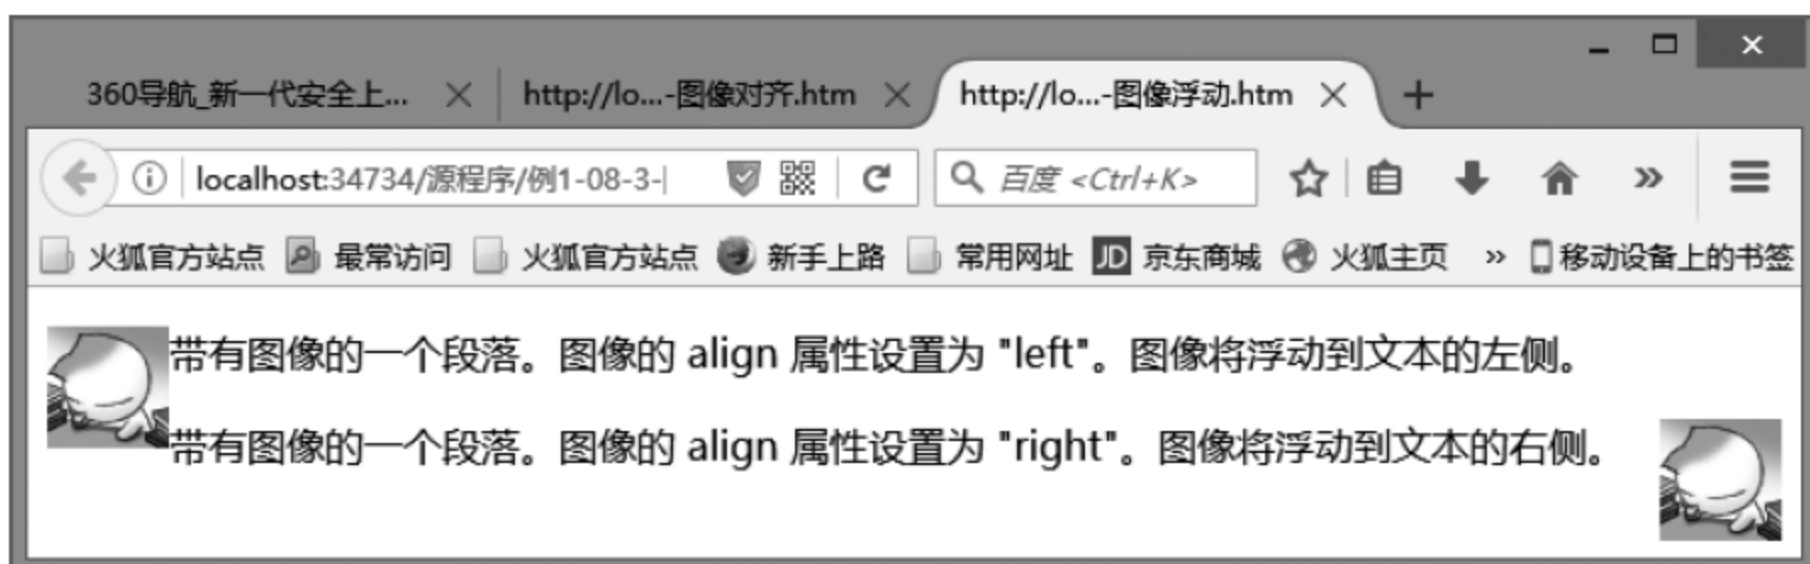 360导航_新一代安全上... http://lo...-图像对齐.htm http://lo...-图像浮动.htm
localhost:34734/源程序/例1-08-3- 百度 <Ctrl+K>
火狐官方站点 最常访问 火狐官方站点 新手上路 常用网址 JD 京东商城 火狐主页 » 移动设备上的书签
带有图像的一个段落。图像的 align 属性设置为 "left"。图像将浮动到文本的左侧。
带有图像的一个段落。图像的 align 属性设置为 "right"。图像将浮动到文本的右侧。